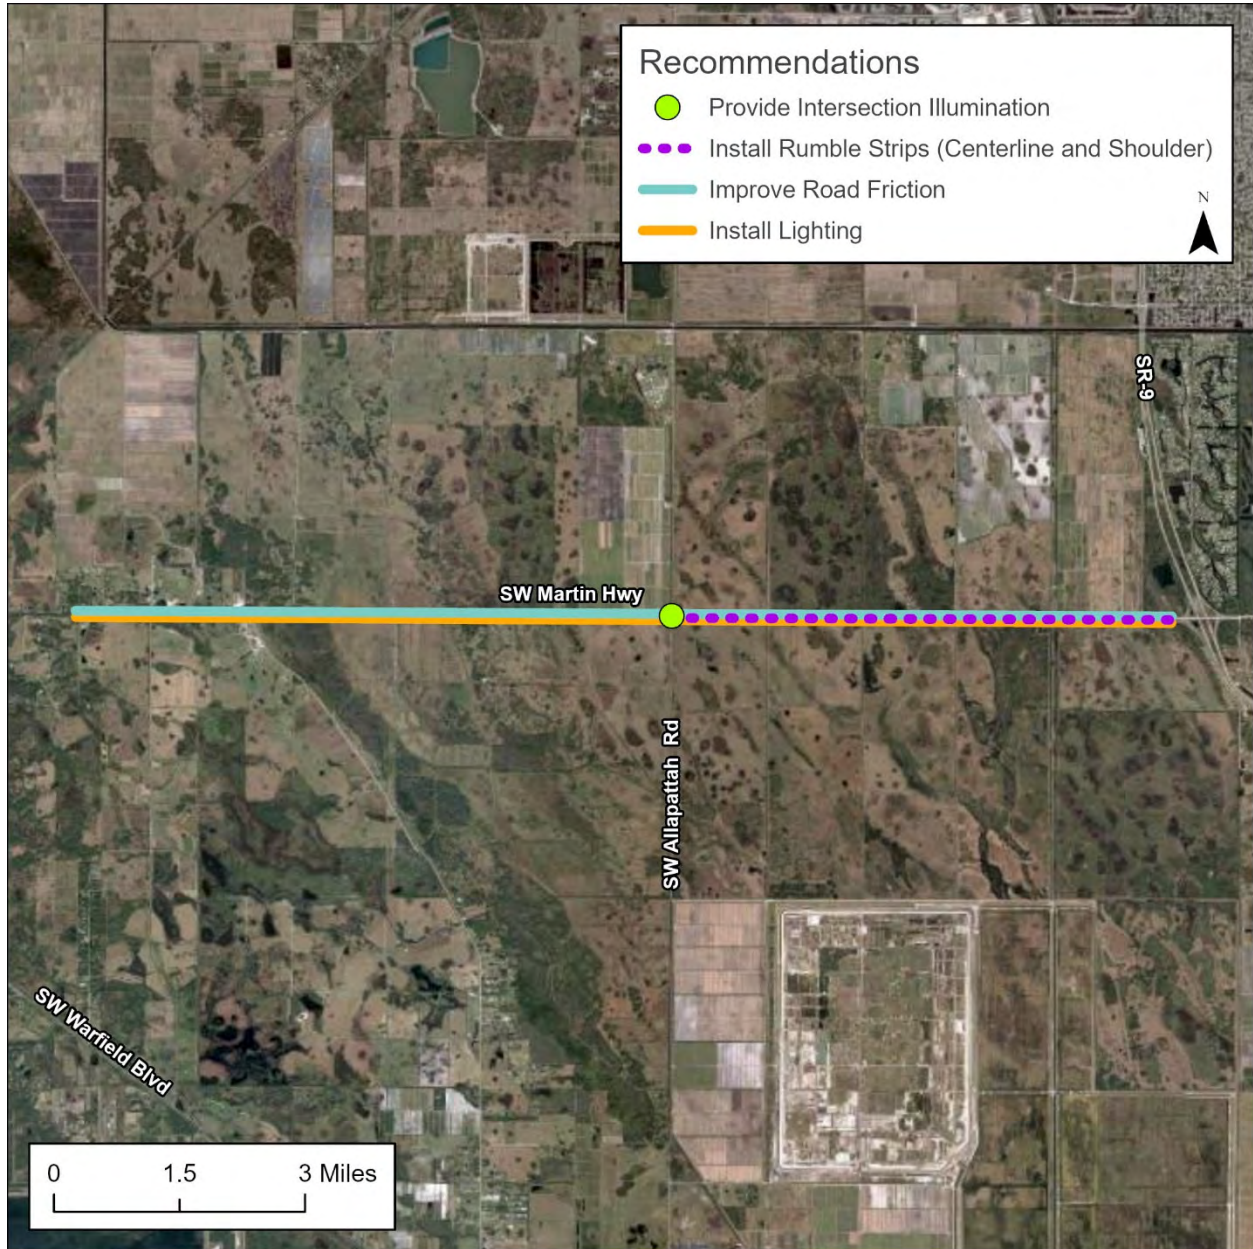 Recommendations
Provide Intersection Illumination
Install Rumble Strips (Centerline and Shoulder)
Improve Road Friction
Install Lighting
N
SR-9
SW Martin Hwy
SW Allapattah Rd
SW Warfield Blvd
0 1.5 3 Miles